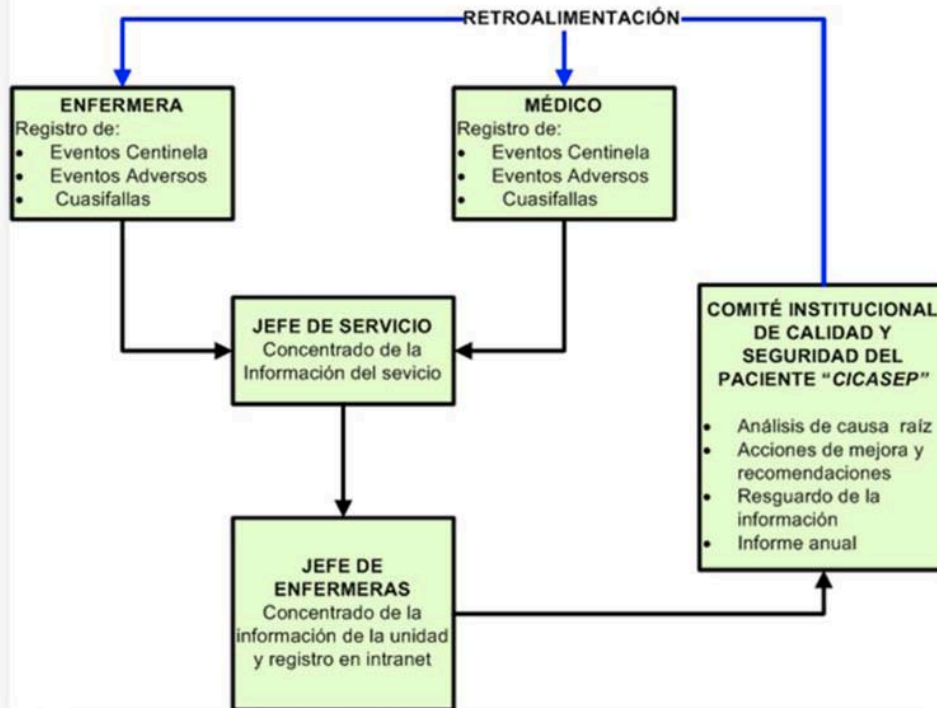 RETROALIMENTACIÓN
ENFERMERA
Registro de:
• Eventos Centinela
• Eventos Adversos
• Cuasifallas
MÉDICO
Registro de:
• Eventos Centinela
• Eventos Adversos
• Cuasifallas
JEFE DE SERVICIO
Concentrado de la
Información del sevicio
COMITÉ INSTITUCIONAL
DE CALIDAD Y
SEGURIDAD DEL
PACIENTE “CICASEP”
• Análisis de causa raíz
• Acciones de mejora y
recomendaciones
• Resguardo de la
información
• Informe anual
JEFE DE
ENFERMERAS
Concentrado de la
información de la unidad
y registro en intranet